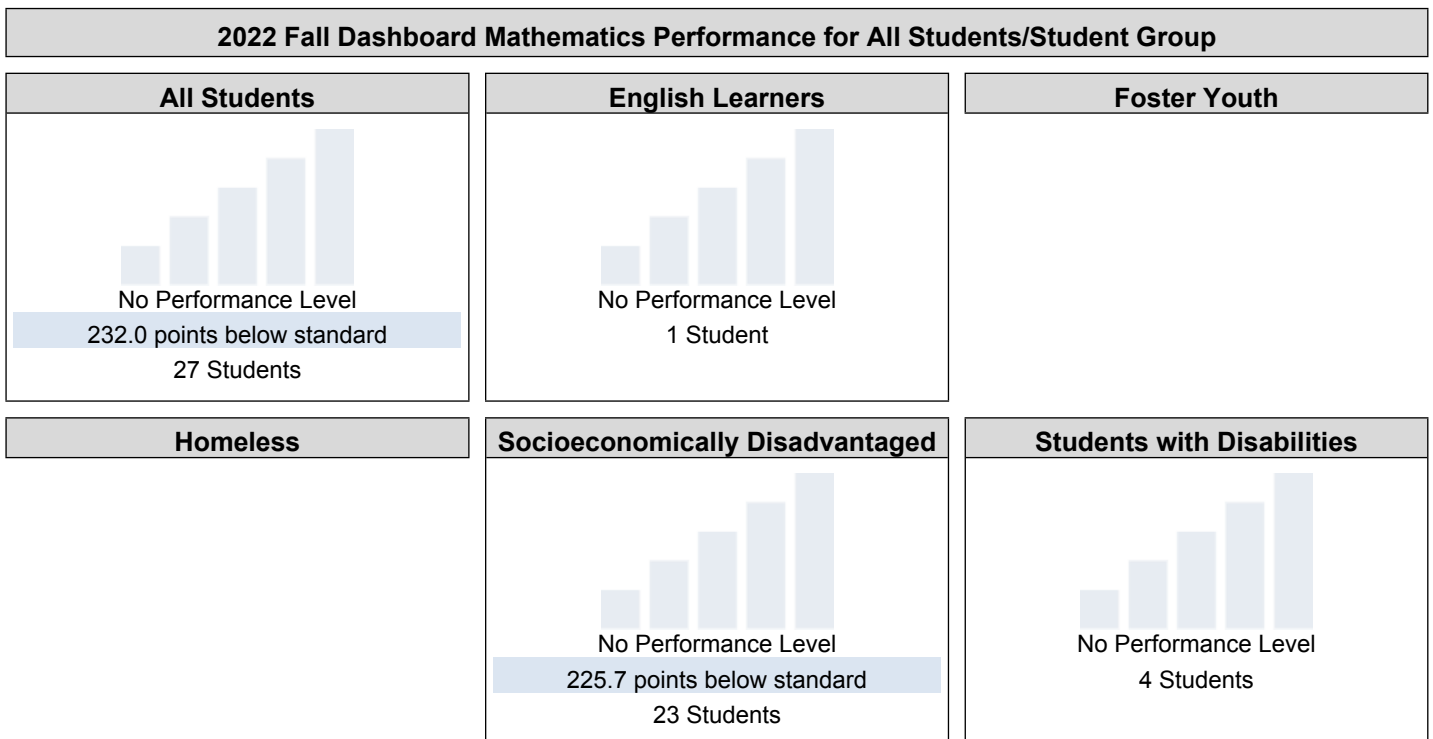 2022 Fall Dashboard Mathematics Performance for All Students/Student Group
All Students
No Performance Level
232.0 points below standard
27 Students
English Learners
No Performance Level
1 Student
Foster Youth
Homeless
Socioeconomically Disadvantaged
No Performance Level
225.7 points below standard
23 Students
Students with Disabilities
No Performance Level
4 Students